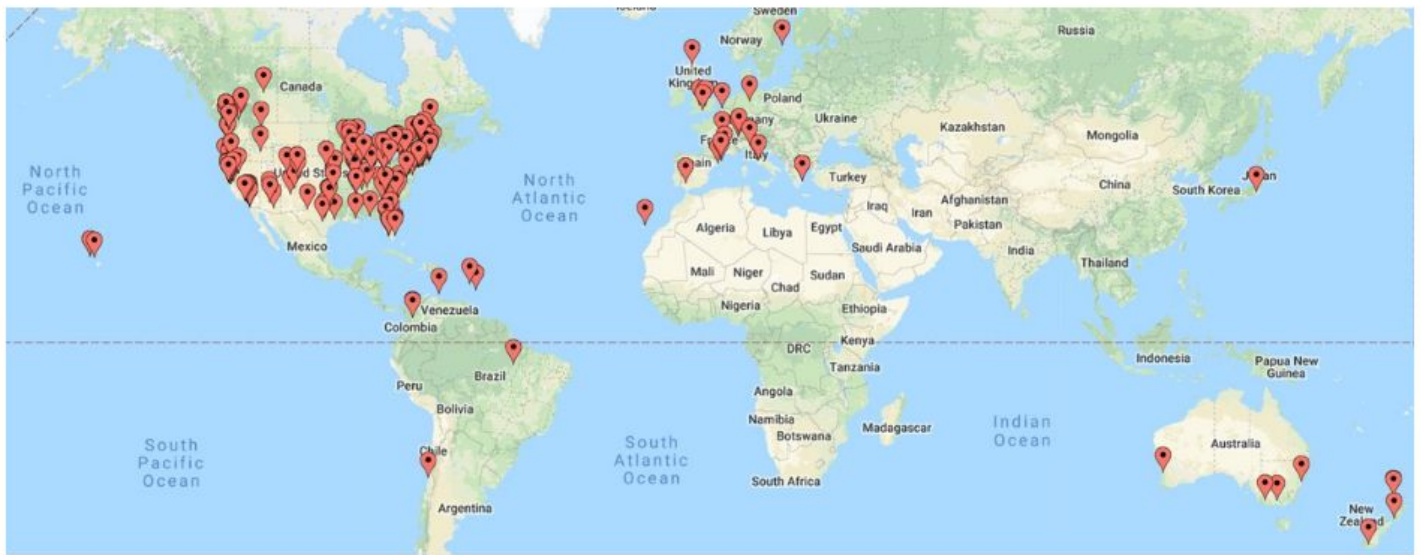 Sweden
Norway
Russia
Canada
United
Kingdom
Poland
Ukraine
Kazakhstan
Mongolia
North
Pacific
Ocean
North
Atlantic
Ocean
Italy
Turkey
China
South Korea
Japan
Iraq
Iran
Afghanistan
Pakistan
Mexico
Algeria
Libya
Egypt
Saudi Arabia
India
Thailand
Mali
Niger
Chad
Sudan
Nigeria
Ethiopia
Venezuela
Colombia
DRC
Kenya
Tanzania
Indonesia
Papua New
Guinea
Brazil
Peru
Bolivia
Angola
Namibia
Botswana
Madagascar
Indian
Ocean
South
Pacific
Ocean
Chile
South
Atlantic
Ocean
Australia
South Africa
Argentina
New
Zealand